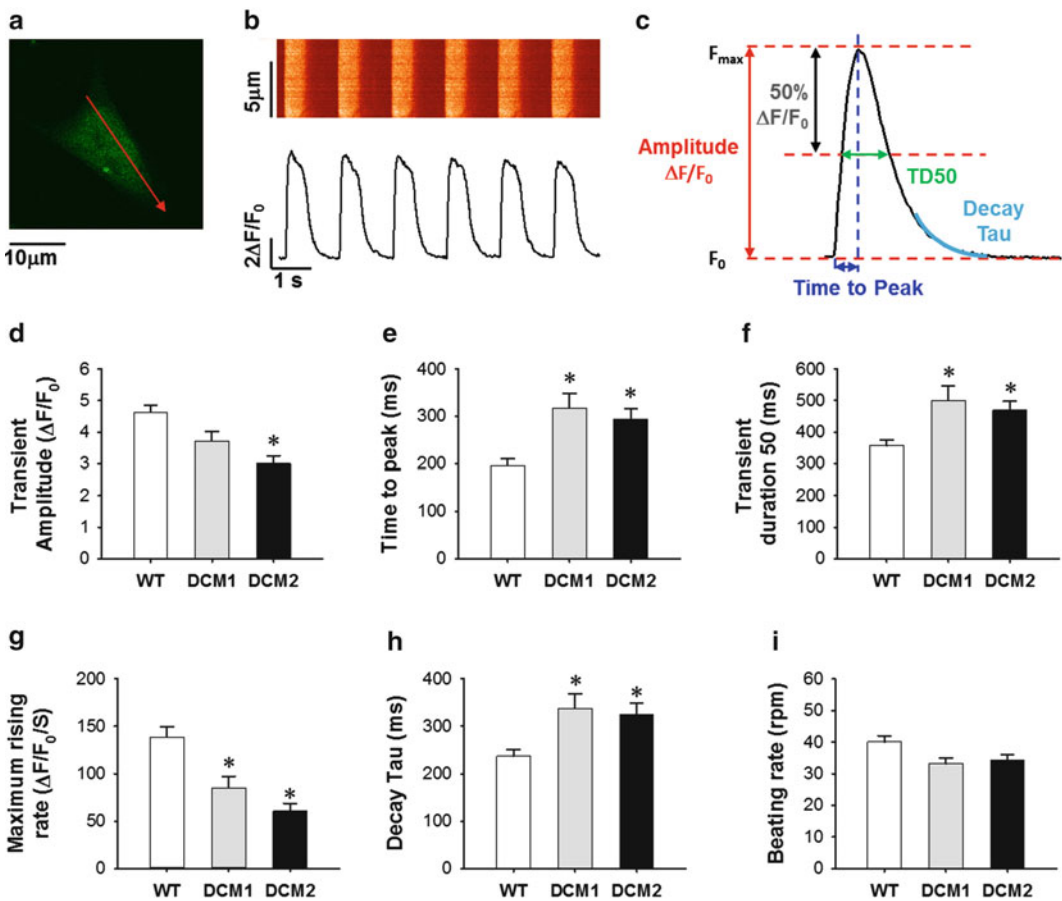 a
10μm
b
5μm
2ΔF/F0
1 s
c
Fmax
50%
ΔF/F0
Amplitude
ΔF/F0
TD50
Decay
Tau
F0
Time to Peak
d
Transient
Amplitude (ΔF/F0)
6
5
4
3
2
1
0
*
WT DCM1 DCM2
e
Time to peak (ms)
400
300
200
100
0
* *
WT DCM1 DCM2
f
Transient
duration 50 (ms)
600
500
400
300
200
100
0
* *
WT DCM1 DCM2
g
Maximum rising
rate (ΔF/F0/S)
200
150
100
50
0
* *
WT DCM1 DCM2
h
Decay Tau (ms)
400
300
200
100
0
* *
WT DCM1 DCM2
i
Beating rate (rpm)
60
50
40
30
20
10
0
WT DCM1 DCM2